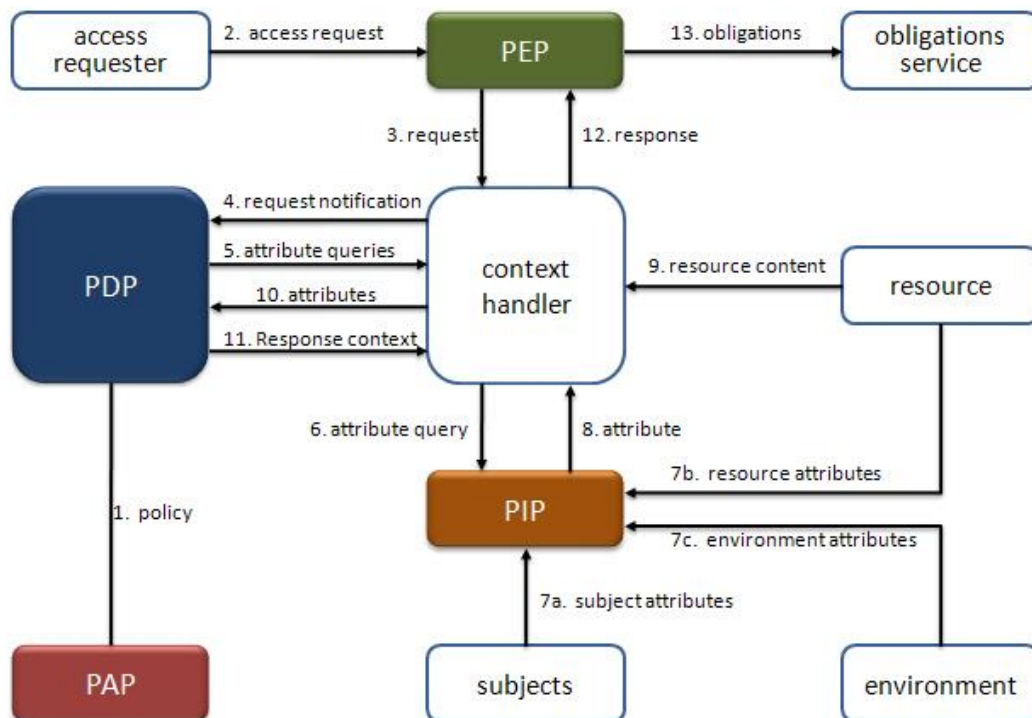 access
requester
2. access request
PEP
13. obligations
obligations
service
3. request
12. response
4. request notification
5. attribute queries
10. attributes
11. Response context
PDP
context
handler
9. resource content
resource
6. attribute query
8. attribute
7b. resource attributes
1. policy
PIP
7c. environment attributes
7a. subject attributes
PAP
subjects
environment